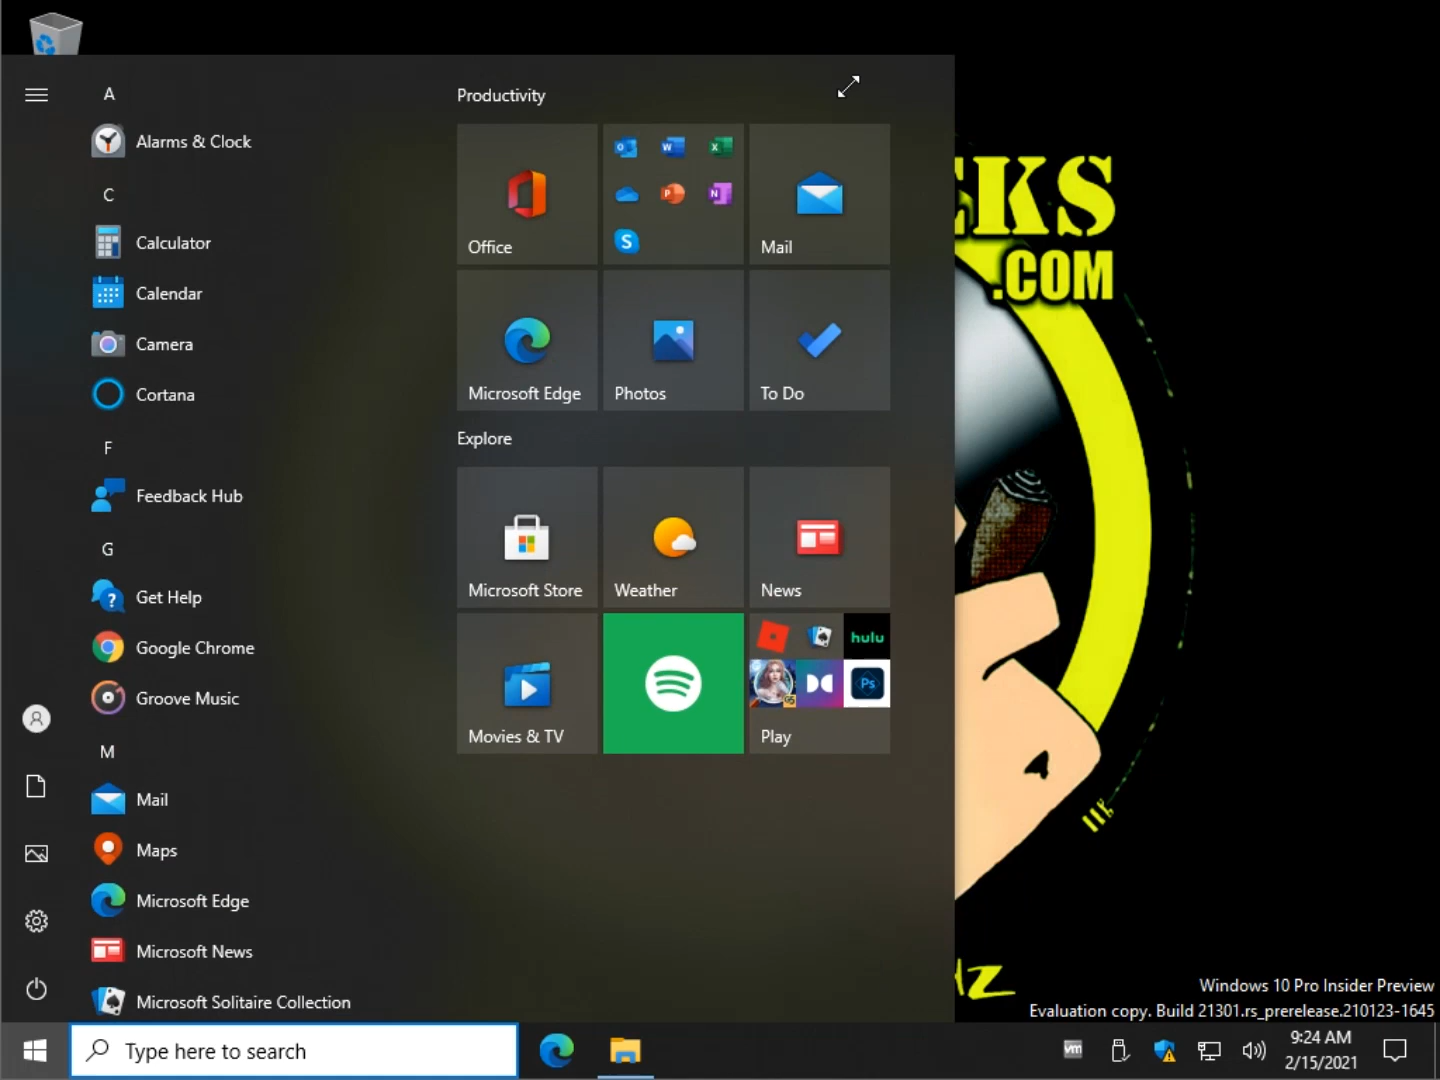 A
Alarms & Clock
C
Calculator
Calendar
Camera
Cortana
F
Feedback Hub
G
Get Help
Google Chrome
Groove Music
M
Mail
Maps
Microsoft Edge
Microsoft News
Microsoft Solitaire Collection
Productivity
Office
Mail
Microsoft Edge
Photos
To Do
Explore
Microsoft Store
Weather
News
Movies & TV
hulu
Ps
Play
EKS
.COM
Windows 10 Pro Insider Preview
Evaluation copy. Build 21301.rs_prerelease.210123-1645
Type here to search
vm
9:24 AM
2/15/2021